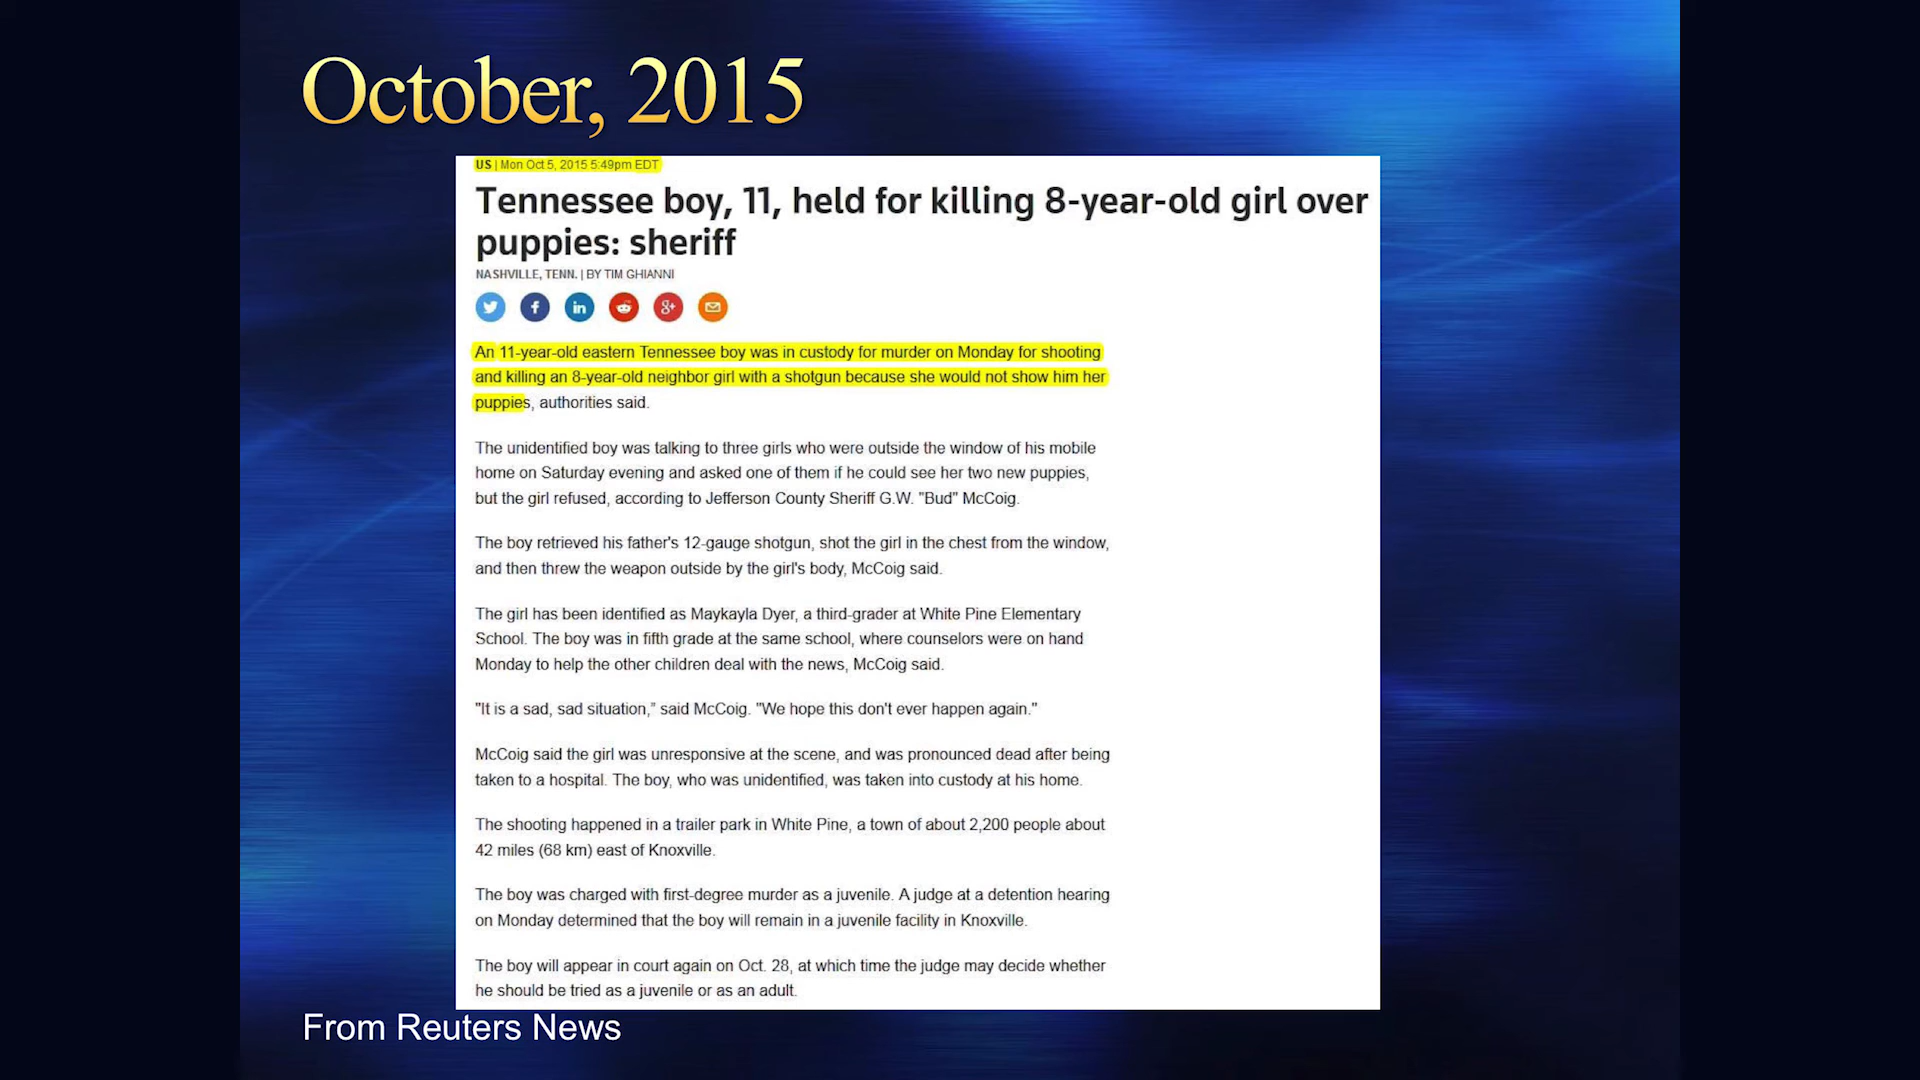 October, 2015
US | Mon Oct 5, 2015 5:49pm EDT
Tennessee boy, 11, held for killing 8-year-old girl over
puppies: sheriff
NASHVILLE, TENN. | BY TIM GHIANNI
f in g+
An 11-year-old eastern Tennessee boy was in custody for murder on Monday for shooting
and killing an 8-year-old neighbor girl with a shotgun because she would not show him her
puppies, authorities said.
The unidentified boy was talking to three girls who were outside the window of his mobile
home on Saturday evening and asked one of them if he could see her two new puppies,
but the girl refused, according to Jefferson County Sheriff G.W. "Bud" McCoig.
The boy retrieved his father's 12-gauge shotgun, shot the girl in the chest from the window,
and then threw the weapon outside by the girl's body, McCoig said.
The girl has been identified as Maykayla Dyer, a third-grader at White Pine Elementary
School. The boy was in fifth grade at the same school, where counselors were on hand
Monday to help the other children deal with the news, McCoig said.
"It is a sad, sad situation,” said McCoig. "We hope this don't ever happen again."
McCoig said the girl was unresponsive at the scene, and was pronounced dead after being
taken to a hospital. The boy, who was unidentified, was taken into custody at his home.
The shooting happened in a trailer park in White Pine, a town of about 2,200 people about
42 miles (68 km) east of Knoxville.
The boy was charged with first-degree murder as a juvenile. A judge at a detention hearing
on Monday determined that the boy will remain in a juvenile facility in Knoxville.
The boy will appear in court again on Oct. 28, at which time the judge may decide whether
he should be tried as a juvenile or as an adult.
From Reuters News